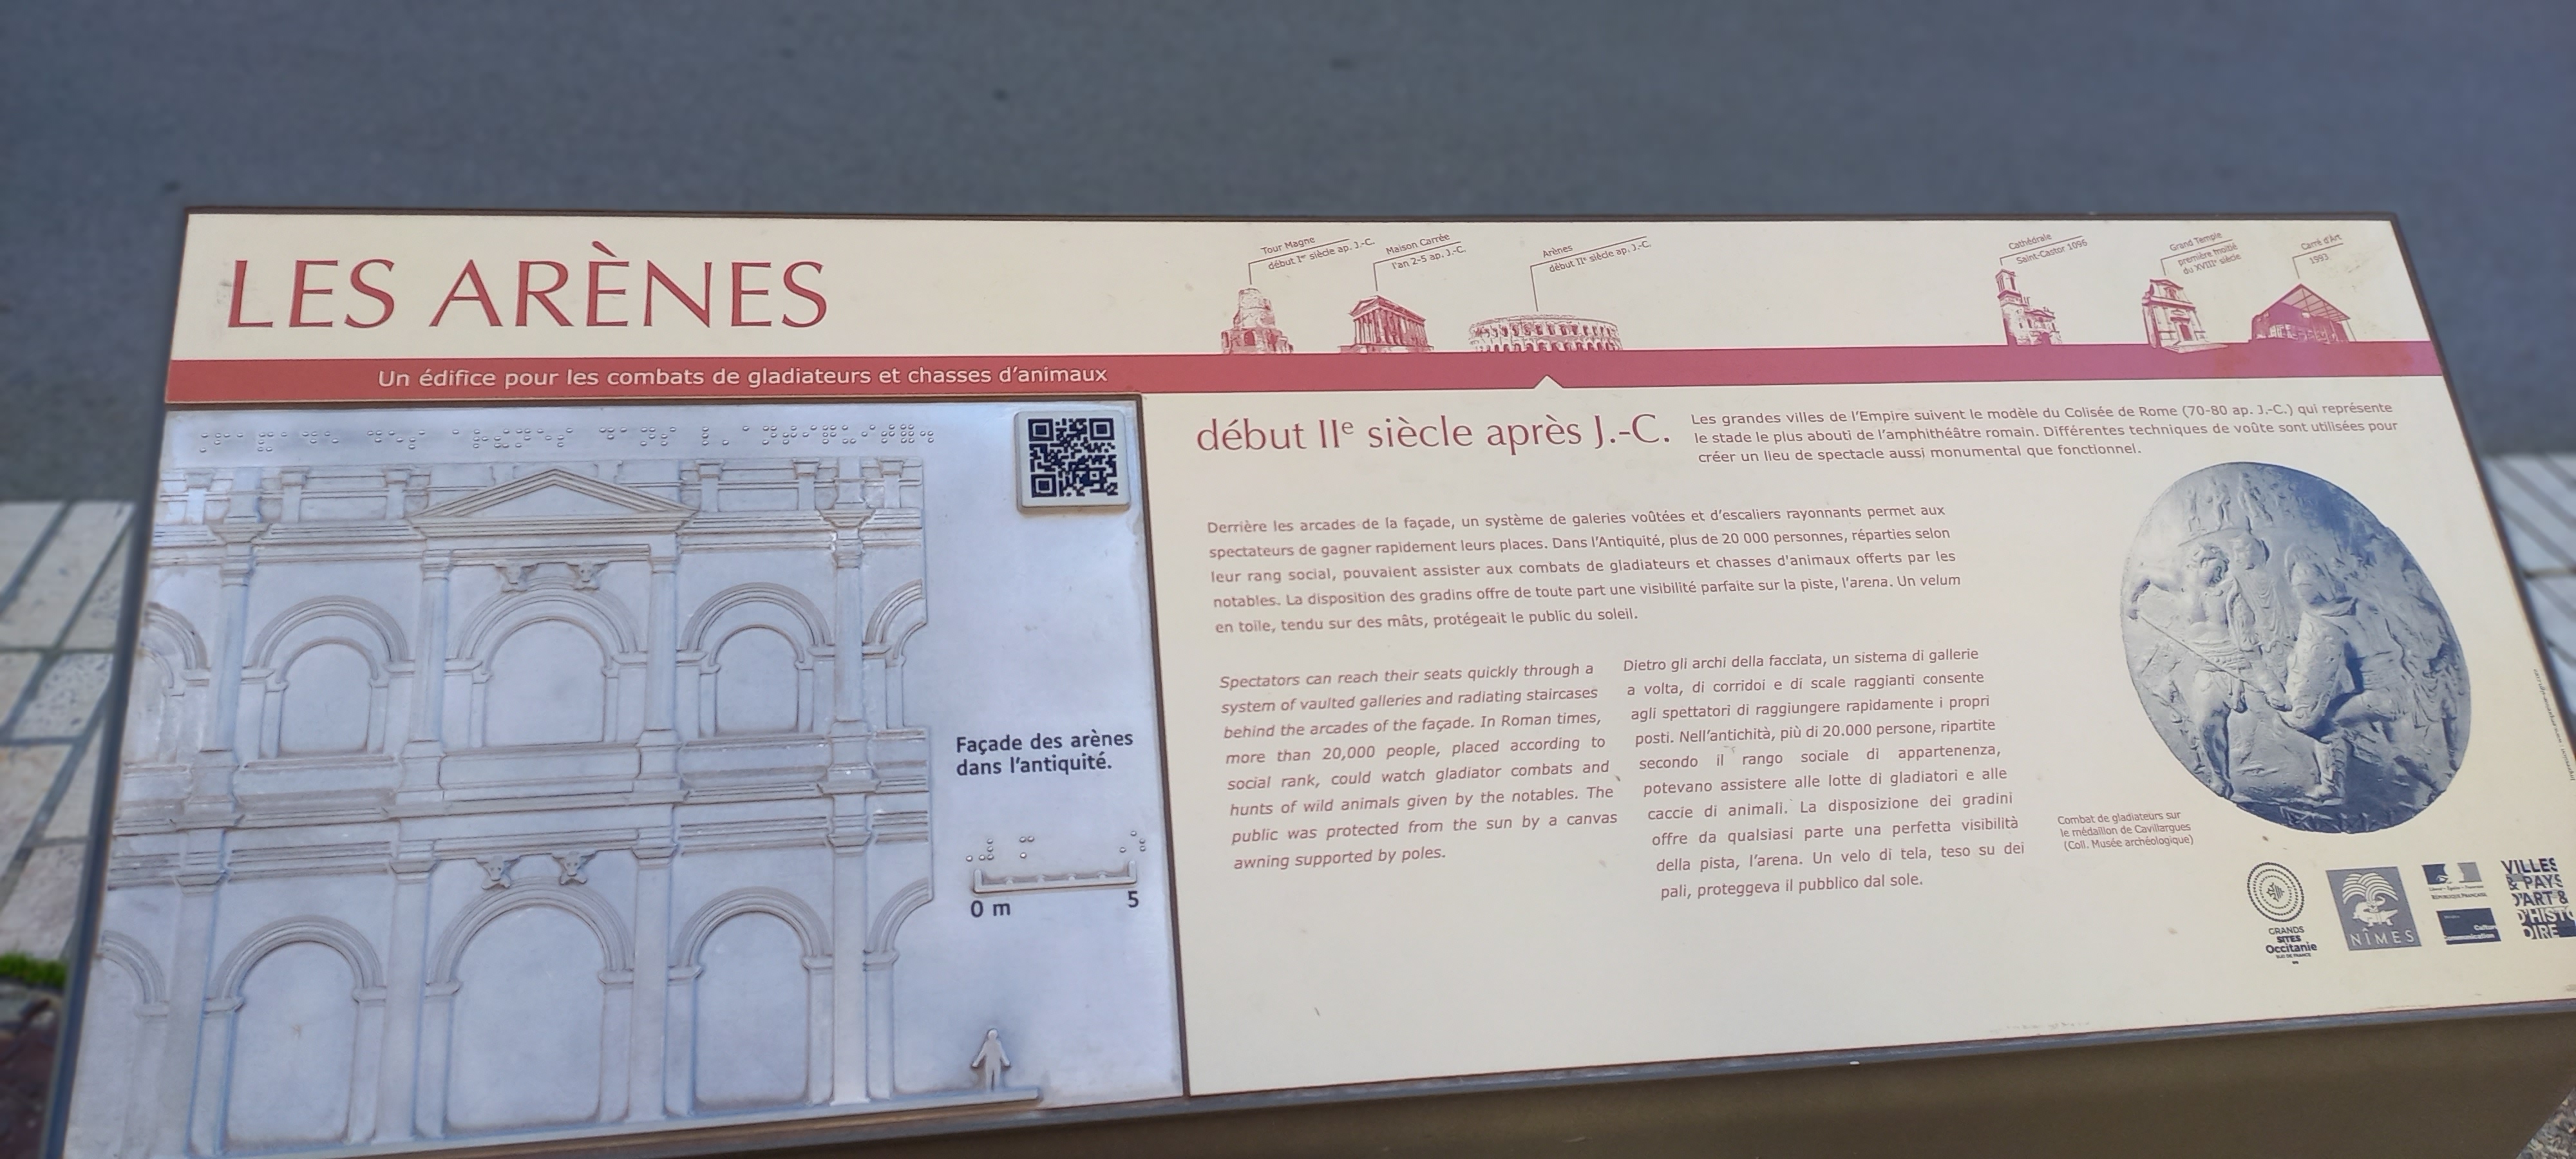 LES ARÈNES
Un édifice pour les combats de gladiateurs et chasses d'animaux
Tour Magne
début Ier siècle ap. J.-C.
Maison Carrée
l'an 2-5 ap. J.-C.
Arènes
début IIe siècle ap. J.-C.
Cathédrale
Saint-Castor 1096
Grand Temple
première moitié
du XVIIIe siècle
Carré d'Art
1993
Façade des arènes
dans l'antiquité.
0 m 5
début IIe siècle après J.-C.
Les grandes villes de l'Empire suivent le modèle du Colisée de Rome (70-80 ap. J.-C.) qui représente
le stade le plus abouti de l'amphithéâtre romain. Différentes techniques de voûte sont utilisées pour
créer un lieu de spectacle aussi monumental que fonctionnel.
Derrière les arcades de la façade, un système de galeries voûtées et d'escaliers rayonnants permet aux
spectateurs de gagner rapidement leurs places. Dans l'Antiquité, plus de 20 000 personnes, réparties selon
leur rang social, pouvaient assister aux combats de gladiateurs et chasses d'animaux offerts par les
notables. La disposition des gradins offre de toute part une visibilité parfaite sur la piste, l'arena. Un velum
en toile, tendu sur des mâts, protégeait le public du soleil.
Spectators can reach their seats quickly through a
system of vaulted galleries and radiating staircases
behind the arcades of the façade. In Roman times,
more than 20,000 people, placed according to
social rank, could watch gladiator combats and
hunts of wild animals given by the notables. The
public was protected from the sun by a canvas
awning supported by poles.
Dietro gli archi della facciata, un sistema di gallerie
a volta, di corridoi e di scale raggianti consente
agli spettatori di raggiungere rapidamente i propri
posti. Nell'antichità, più di 20.000 persone, ripartite
secondo il rango sociale di appartenenza,
potevano assistere alle lotte di gladiatori e alle
caccie di animali. La disposizione dei gradini
offre da qualsiasi parte una perfetta visibilità
della pista, l'arena. Un velo di tela, teso su dei
pali, proteggeva il pubblico dal sole.
Combat de gladiateurs sur
le médaillon de Cavillargues
(Coll. Musée archéologique)
GRANDS
SITES
Occitanie
NÎMES
VILLES
& PAYS
D'ART &
D'HISTO
OIRE